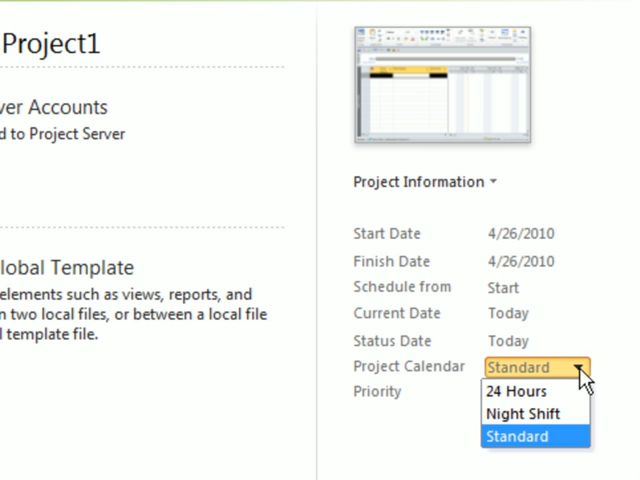 Project1
ver Accounts
d to Project Server
lobal Template
elements such as views, reports, and
n two local files, or between a local file
l template file.
Project Information
Start Date 4/26/2010
Finish Date 4/26/2010
Schedule from Start
Current Date Today
Status Date Today
Project Calendar Standard
Priority
24 Hours
Night Shift
Standard